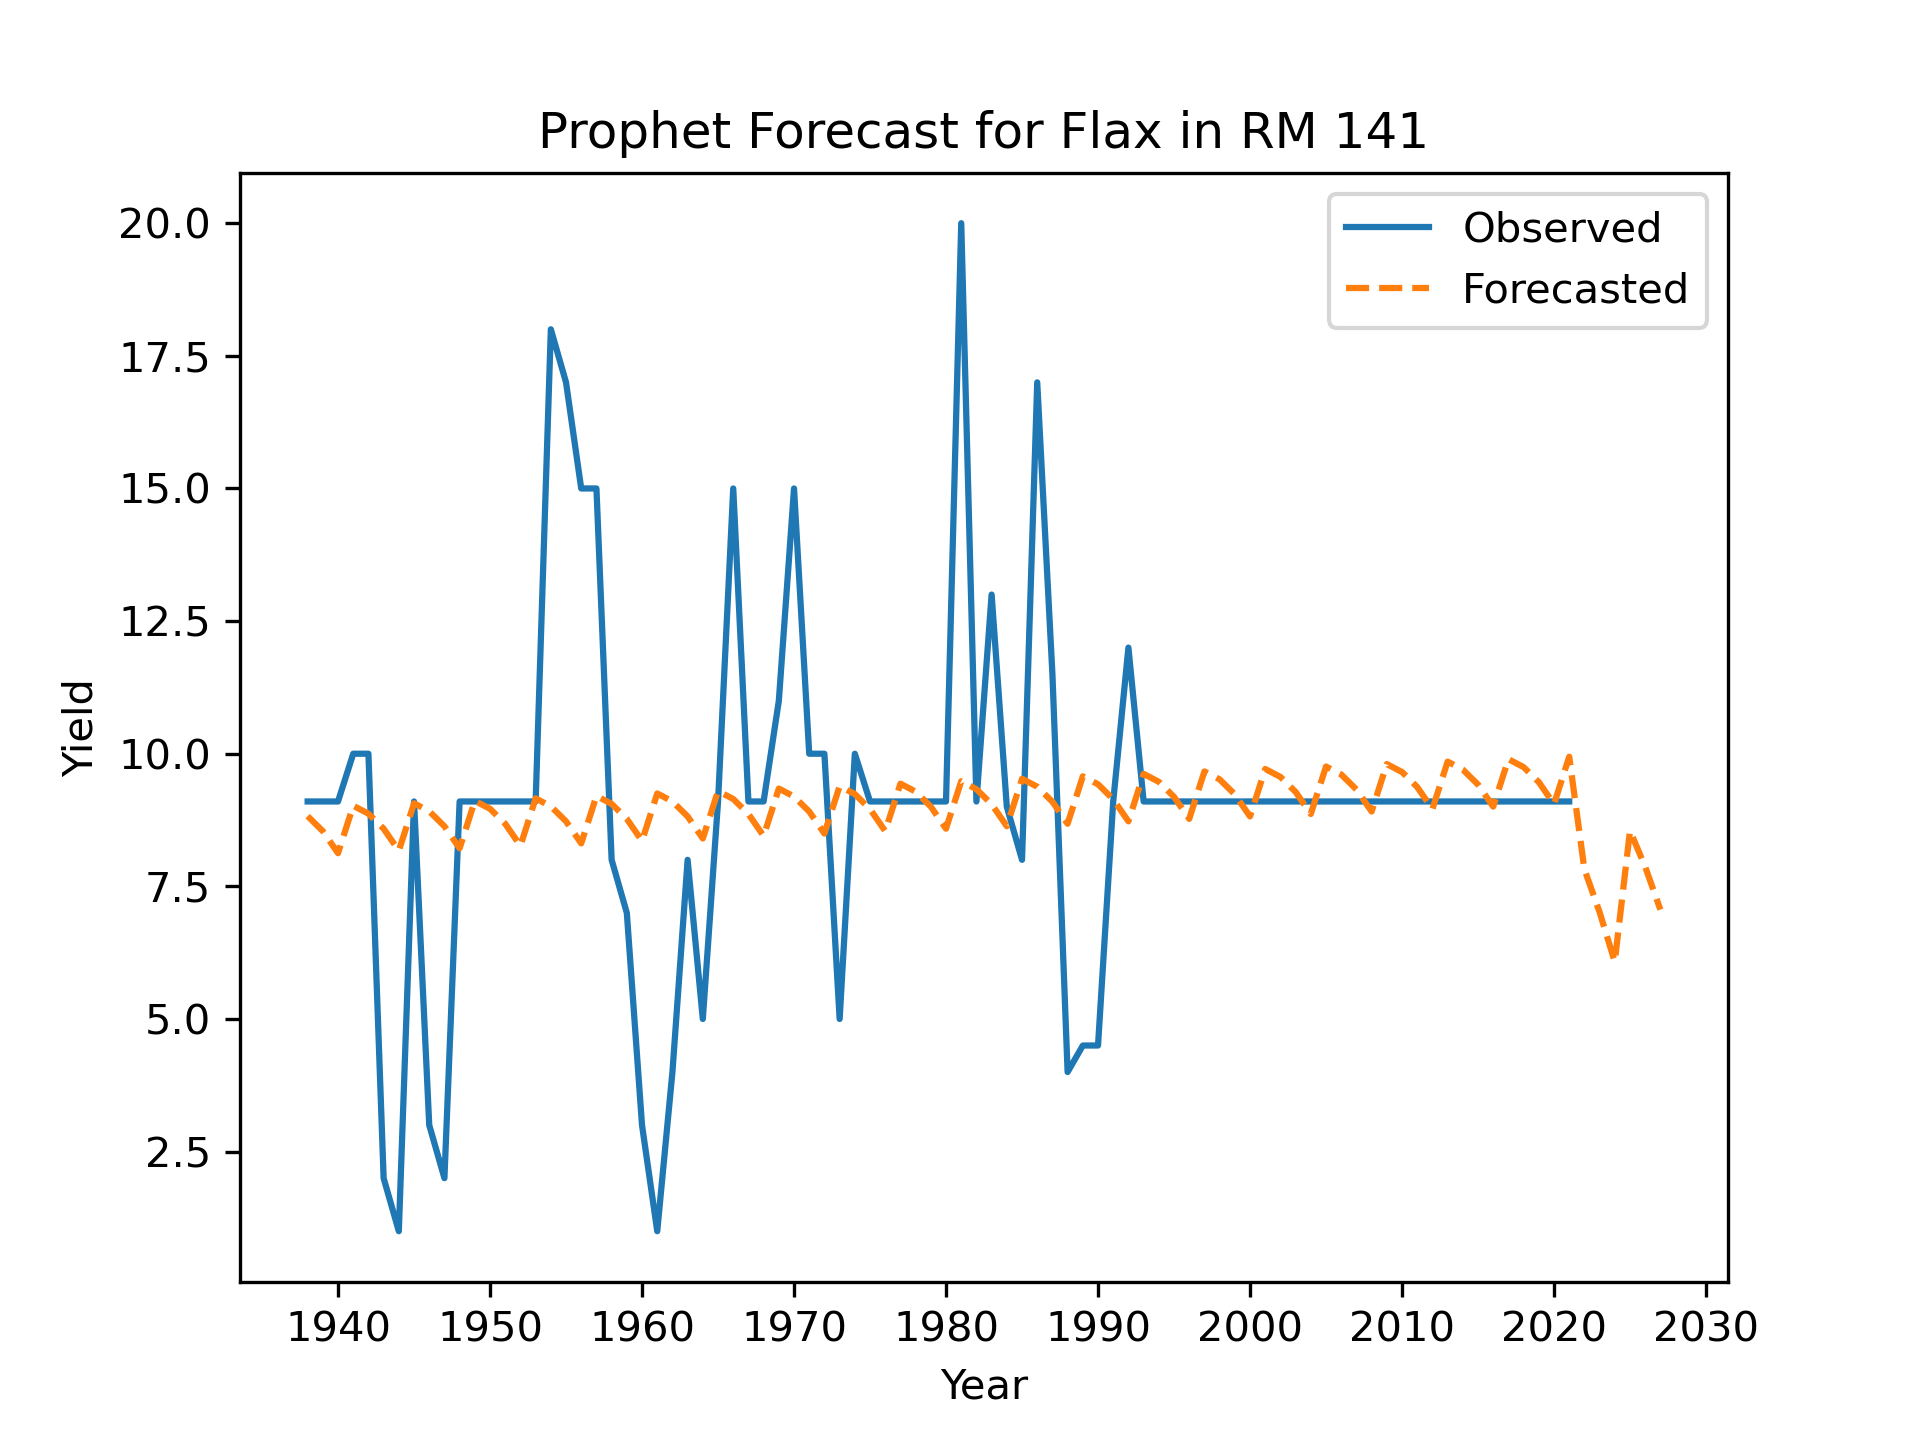 Prophet Forecast for Flax in RM 141
Observed
Forecasted
20.0
17.5
15.0
12.5
10.0
7.5
5.0
2.5
Yield
1940 1950 1960 1970 1980 1990 2000 2010 2020 2030
Year